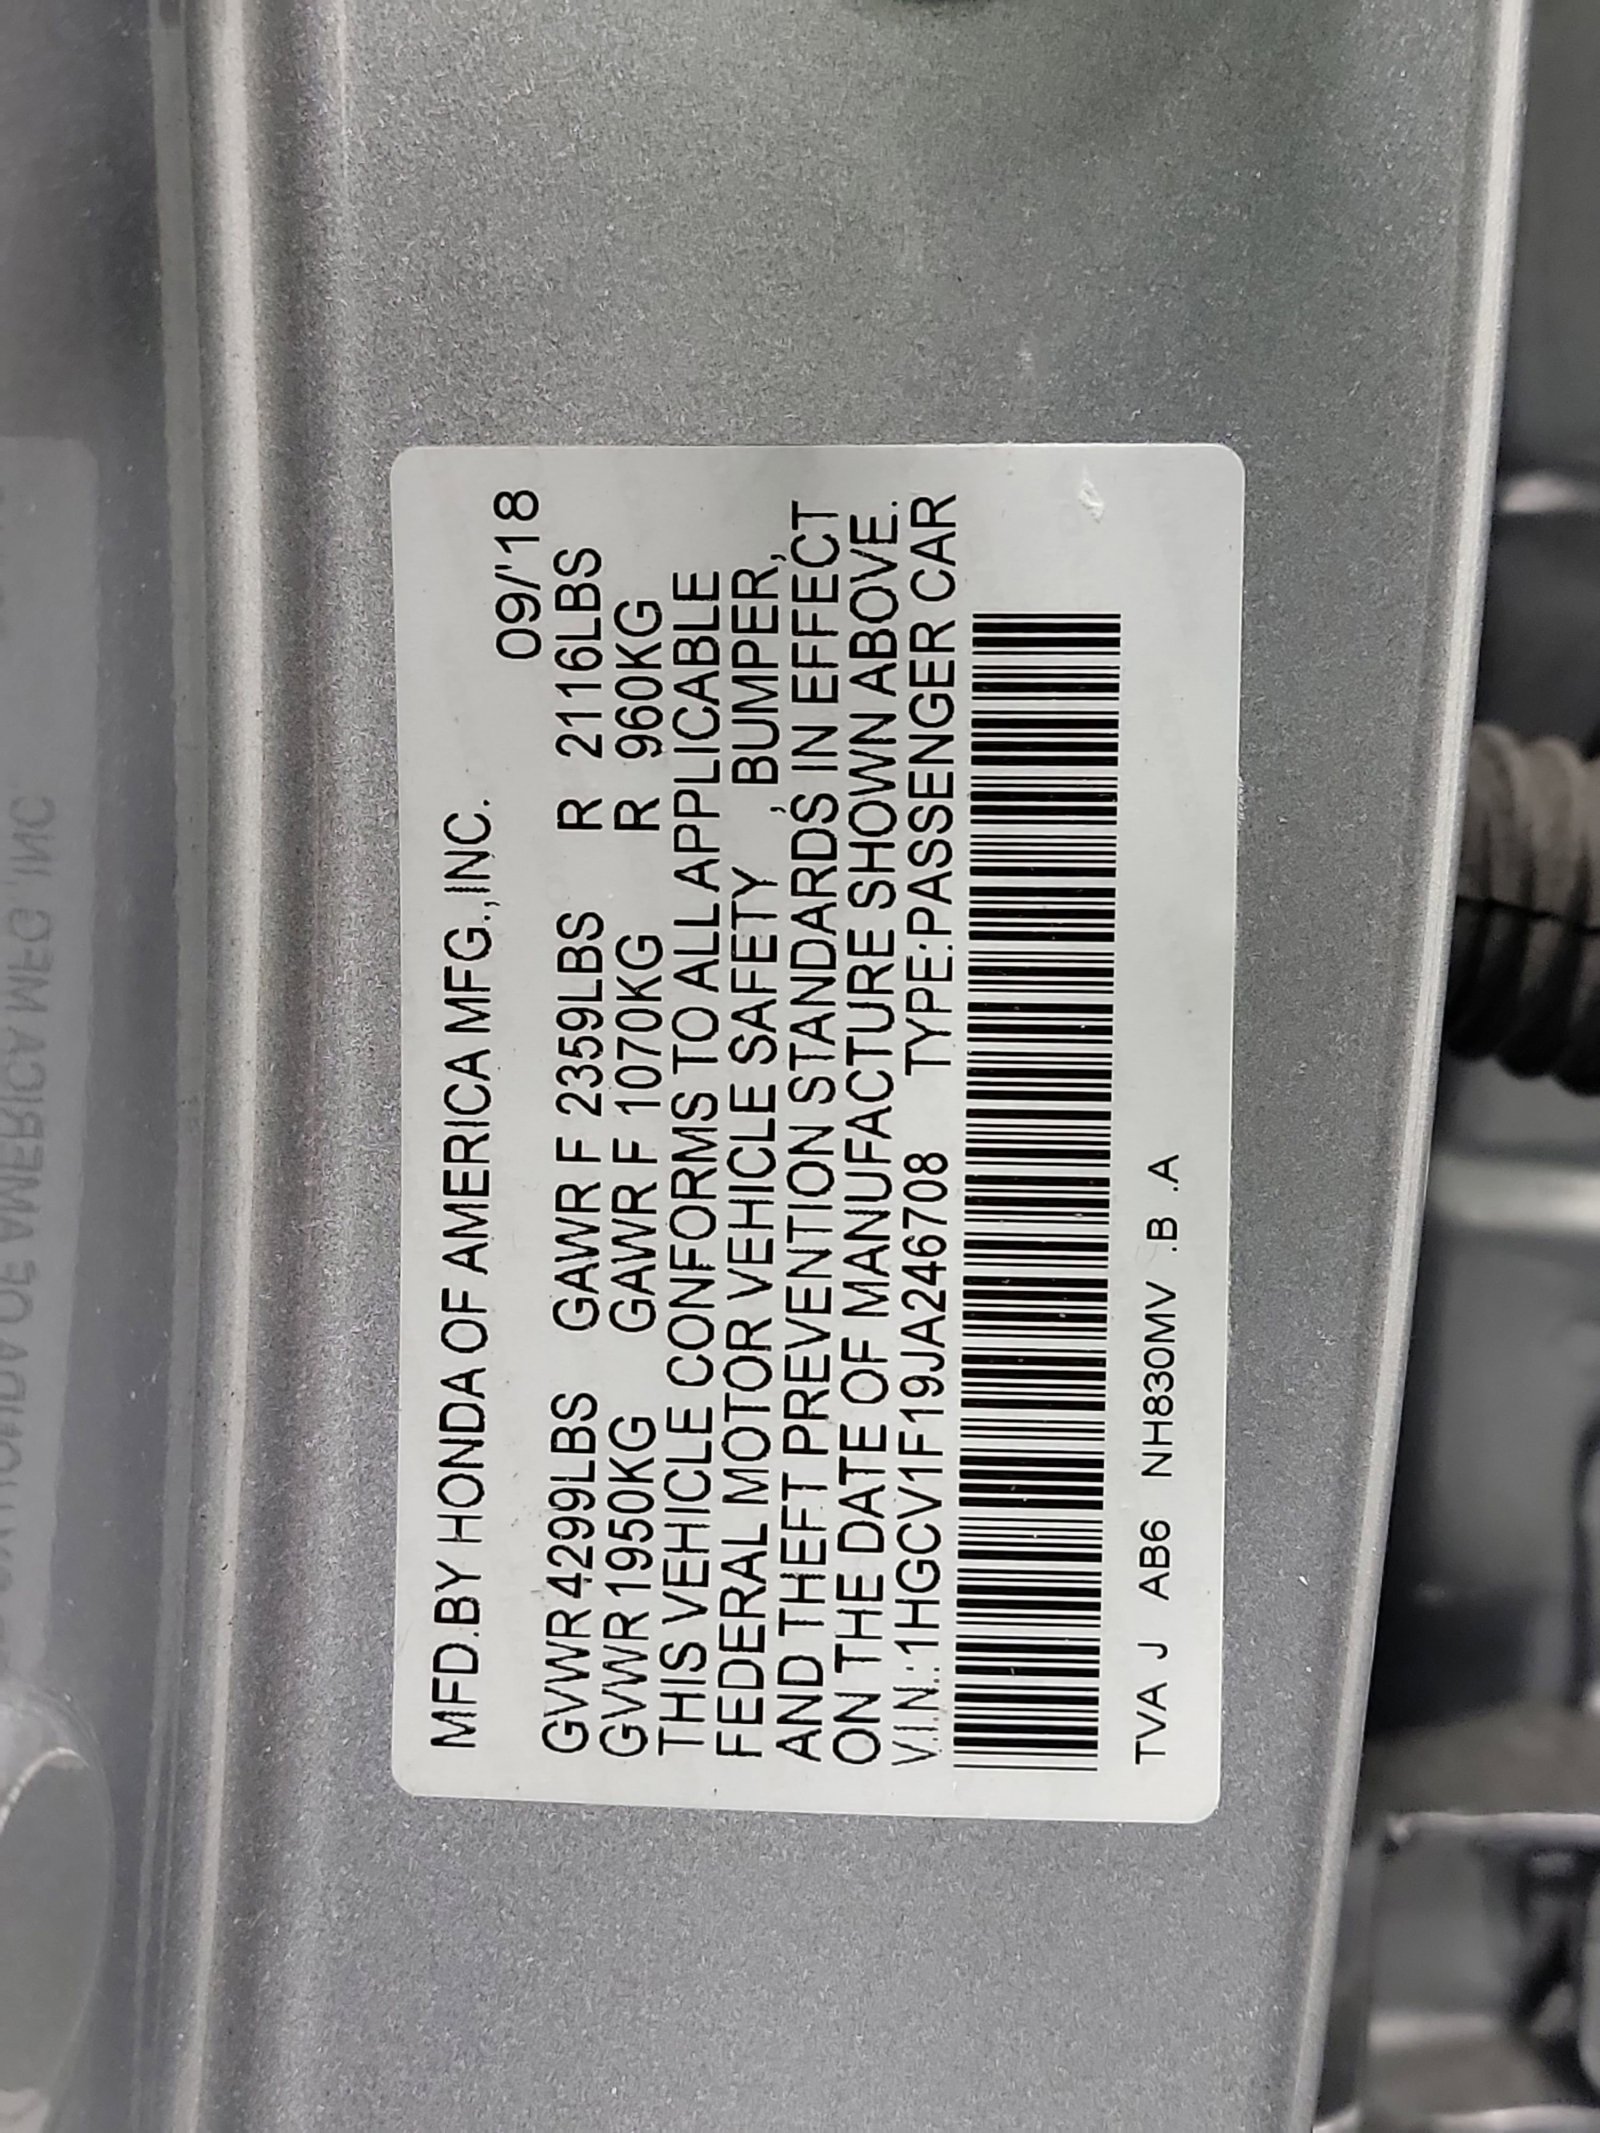 MFD.BY HONDA OF AMERICA MFG.,INC.
09/'18
GVWR 4299LBS GAWR F 2359LBS R 2116LBS
GVWR 1950KG GAWR F 1070KG R 960KG
THIS VEHICLE CONFORMS TO ALL APPLICABLE
FEDERAL MOTOR VEHICLE SAFETY , BUMPER,
AND THEFT PREVENTION STANDARDS IN EFFECT
ON THE DATE OF MANUFACTURE SHOWN ABOVE.
V.I.N.:1HGCV1F19JA246708 TYPE:PASSENGER CAR
TVA J AB6 NH830MV .B .A